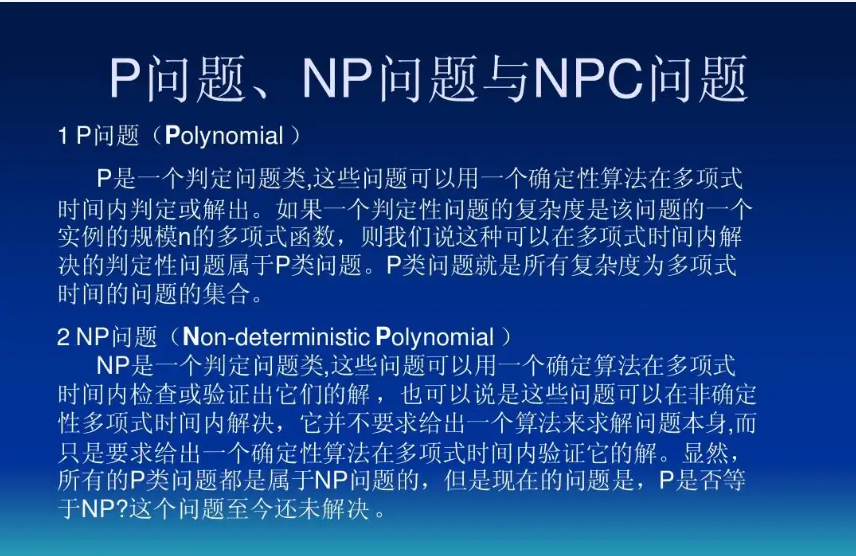 P问题、NP问题与NPC问题
1 P问题（Polynomial ）
P是一个判定问题类,这些问题可以用一个确定性算法在多项式
时间内判定或解出。如果一个判定性问题的复杂度是该问题的一个
实例的规模n的多项式函数，则我们说这种可以在多项式时间内解
决的判定性问题属于P类问题。P类问题就是所有复杂度为多项式
时间的问题的集合。
2 NP问题（Non-deterministic Polynomial ）
NP是一个判定问题类,这些问题可以用一个确定算法在多项式
时间内检查或验证出它们的解 ，也可以说是这些问题可以在非确定
性多项式时间内解决，它并不要求给出一个算法来求解问题本身,而
只是要求给出一个确定性算法在多项式时间内验证它的解。显然，
所有的P类问题都是属于NP问题的，但是现在的问题是，P是否等
于NP?这个问题至今还未解决 。